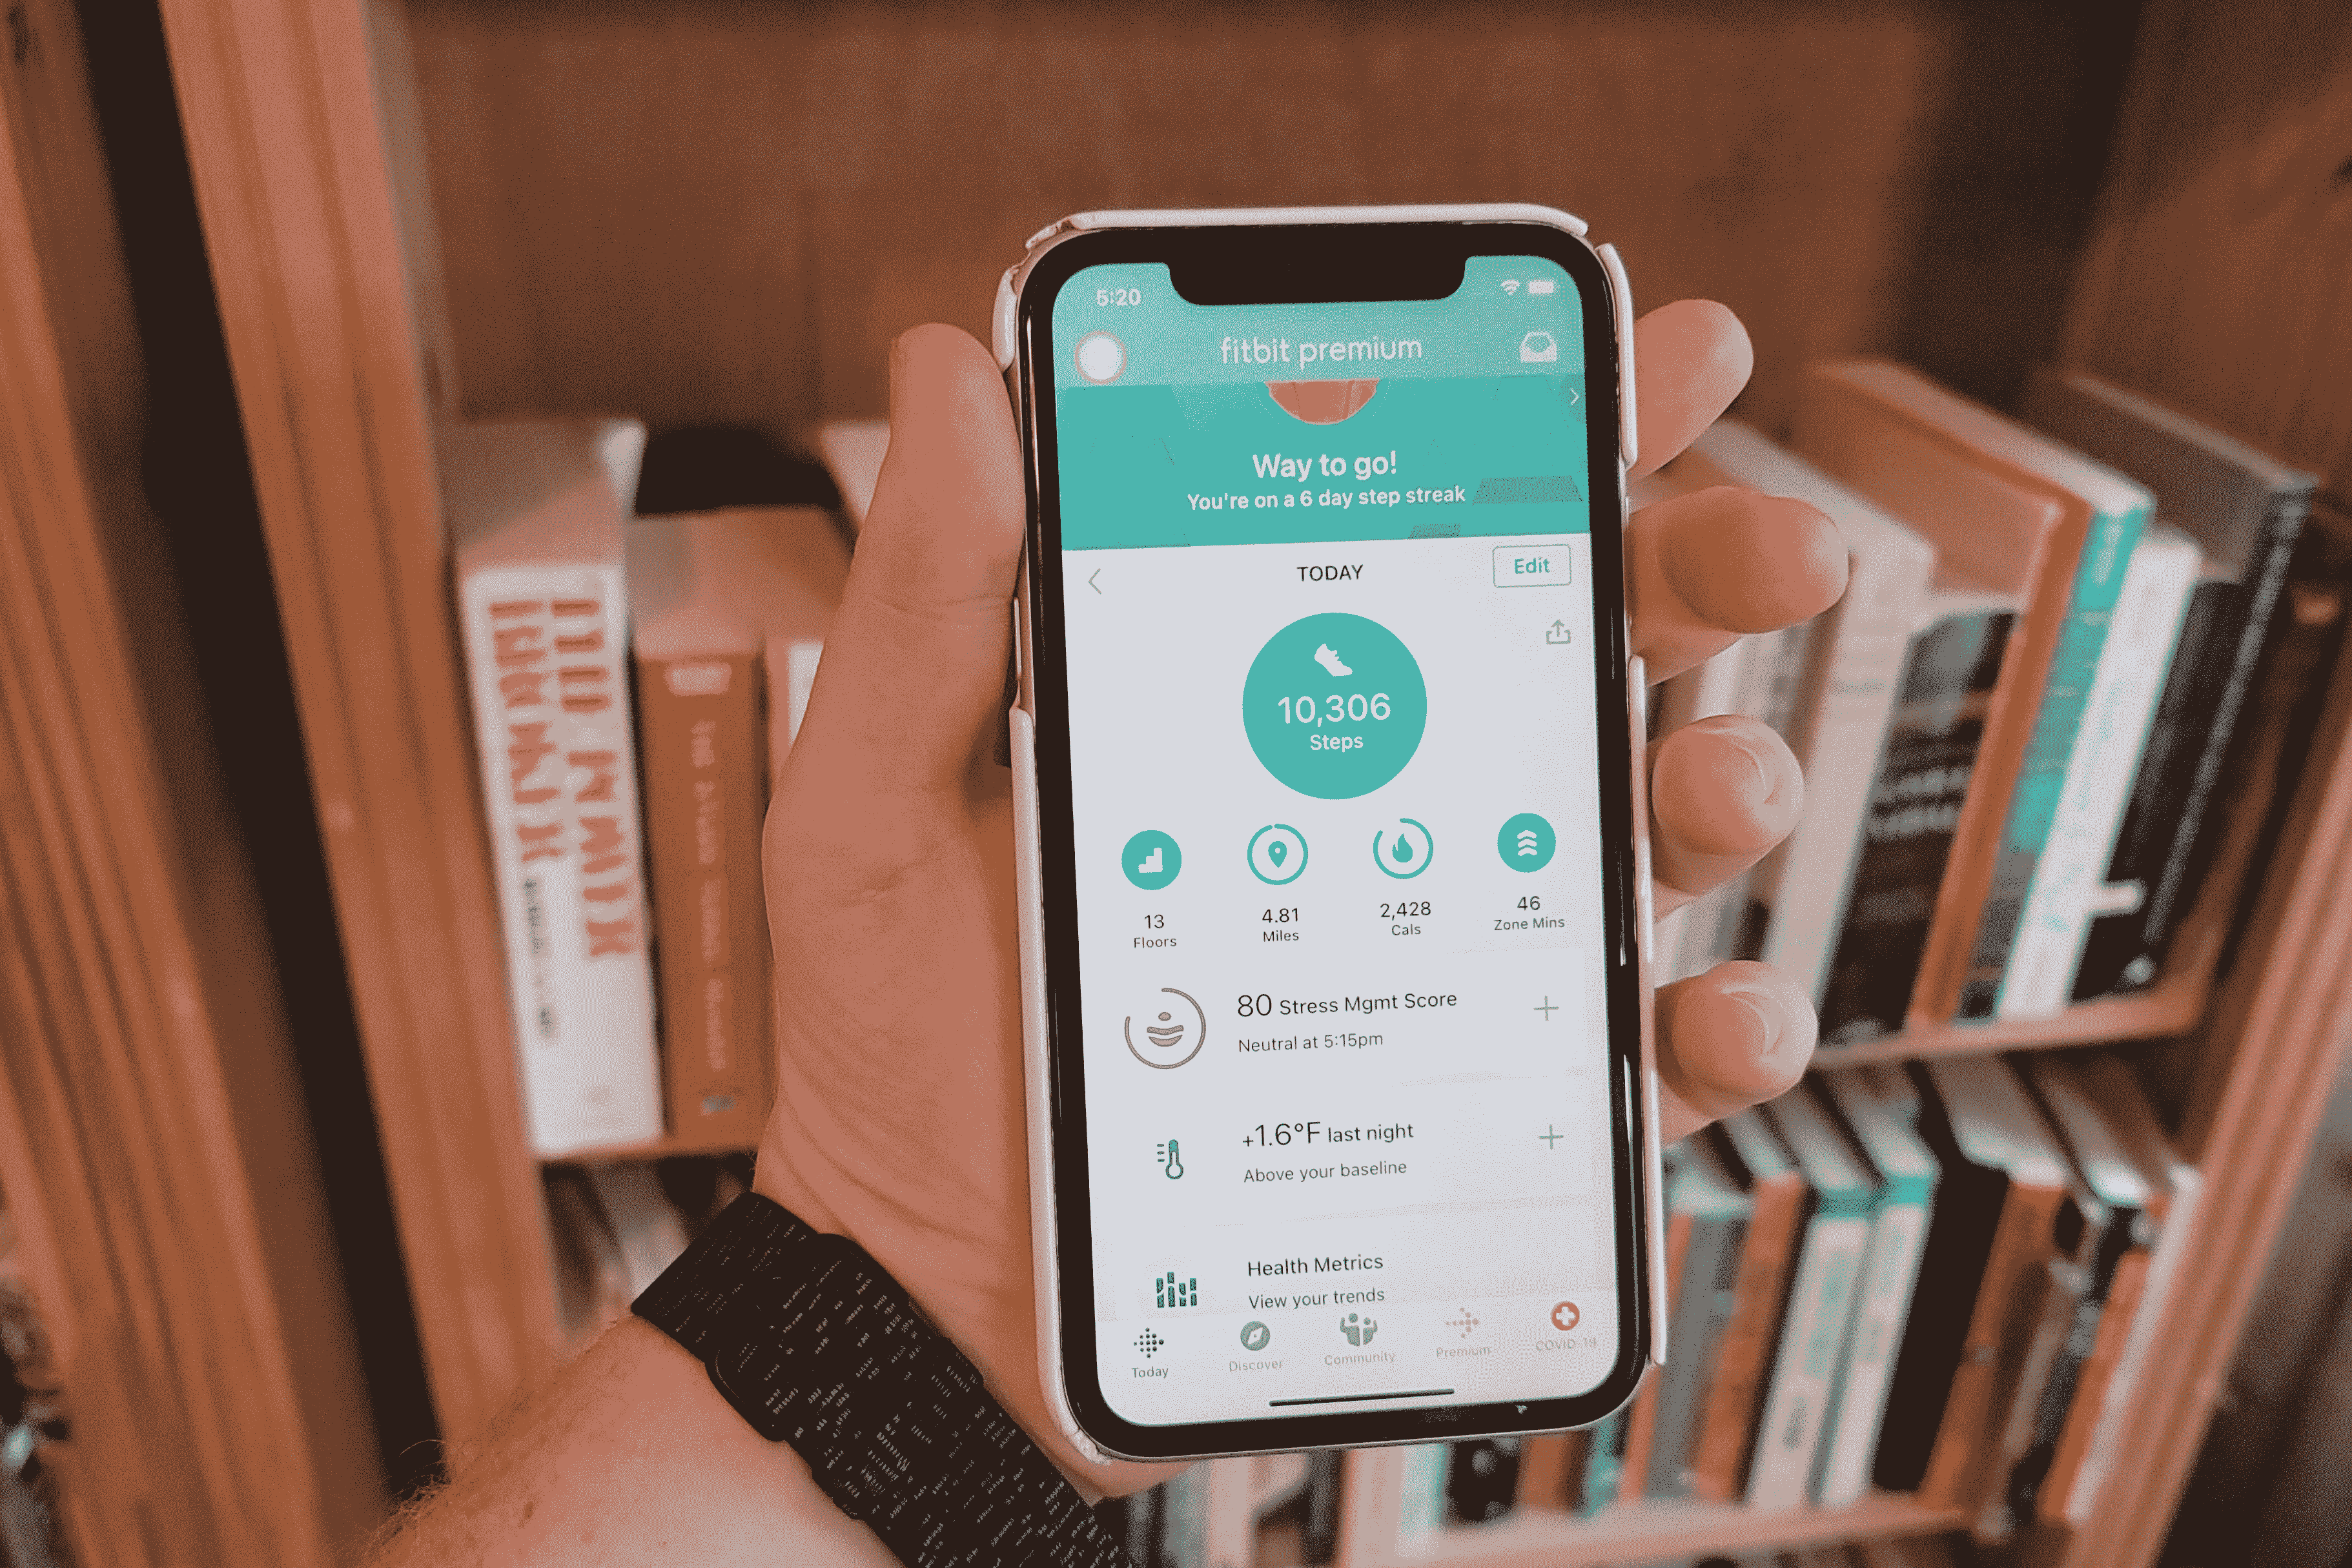 5:20
fitbit premium
Way to go!
You're on a 6 day step streak
TODAY
Edit
10,306
Steps
13
Floors
4.81
Miles
2,428
Cals
46
Zone Mins
80 Stress Mgmt Score
Neutral at 5:15pm
+1.6°F last night
Above your baseline
Health Metrics
View your trends
Today
Discover
Community
Premium
COVID-19